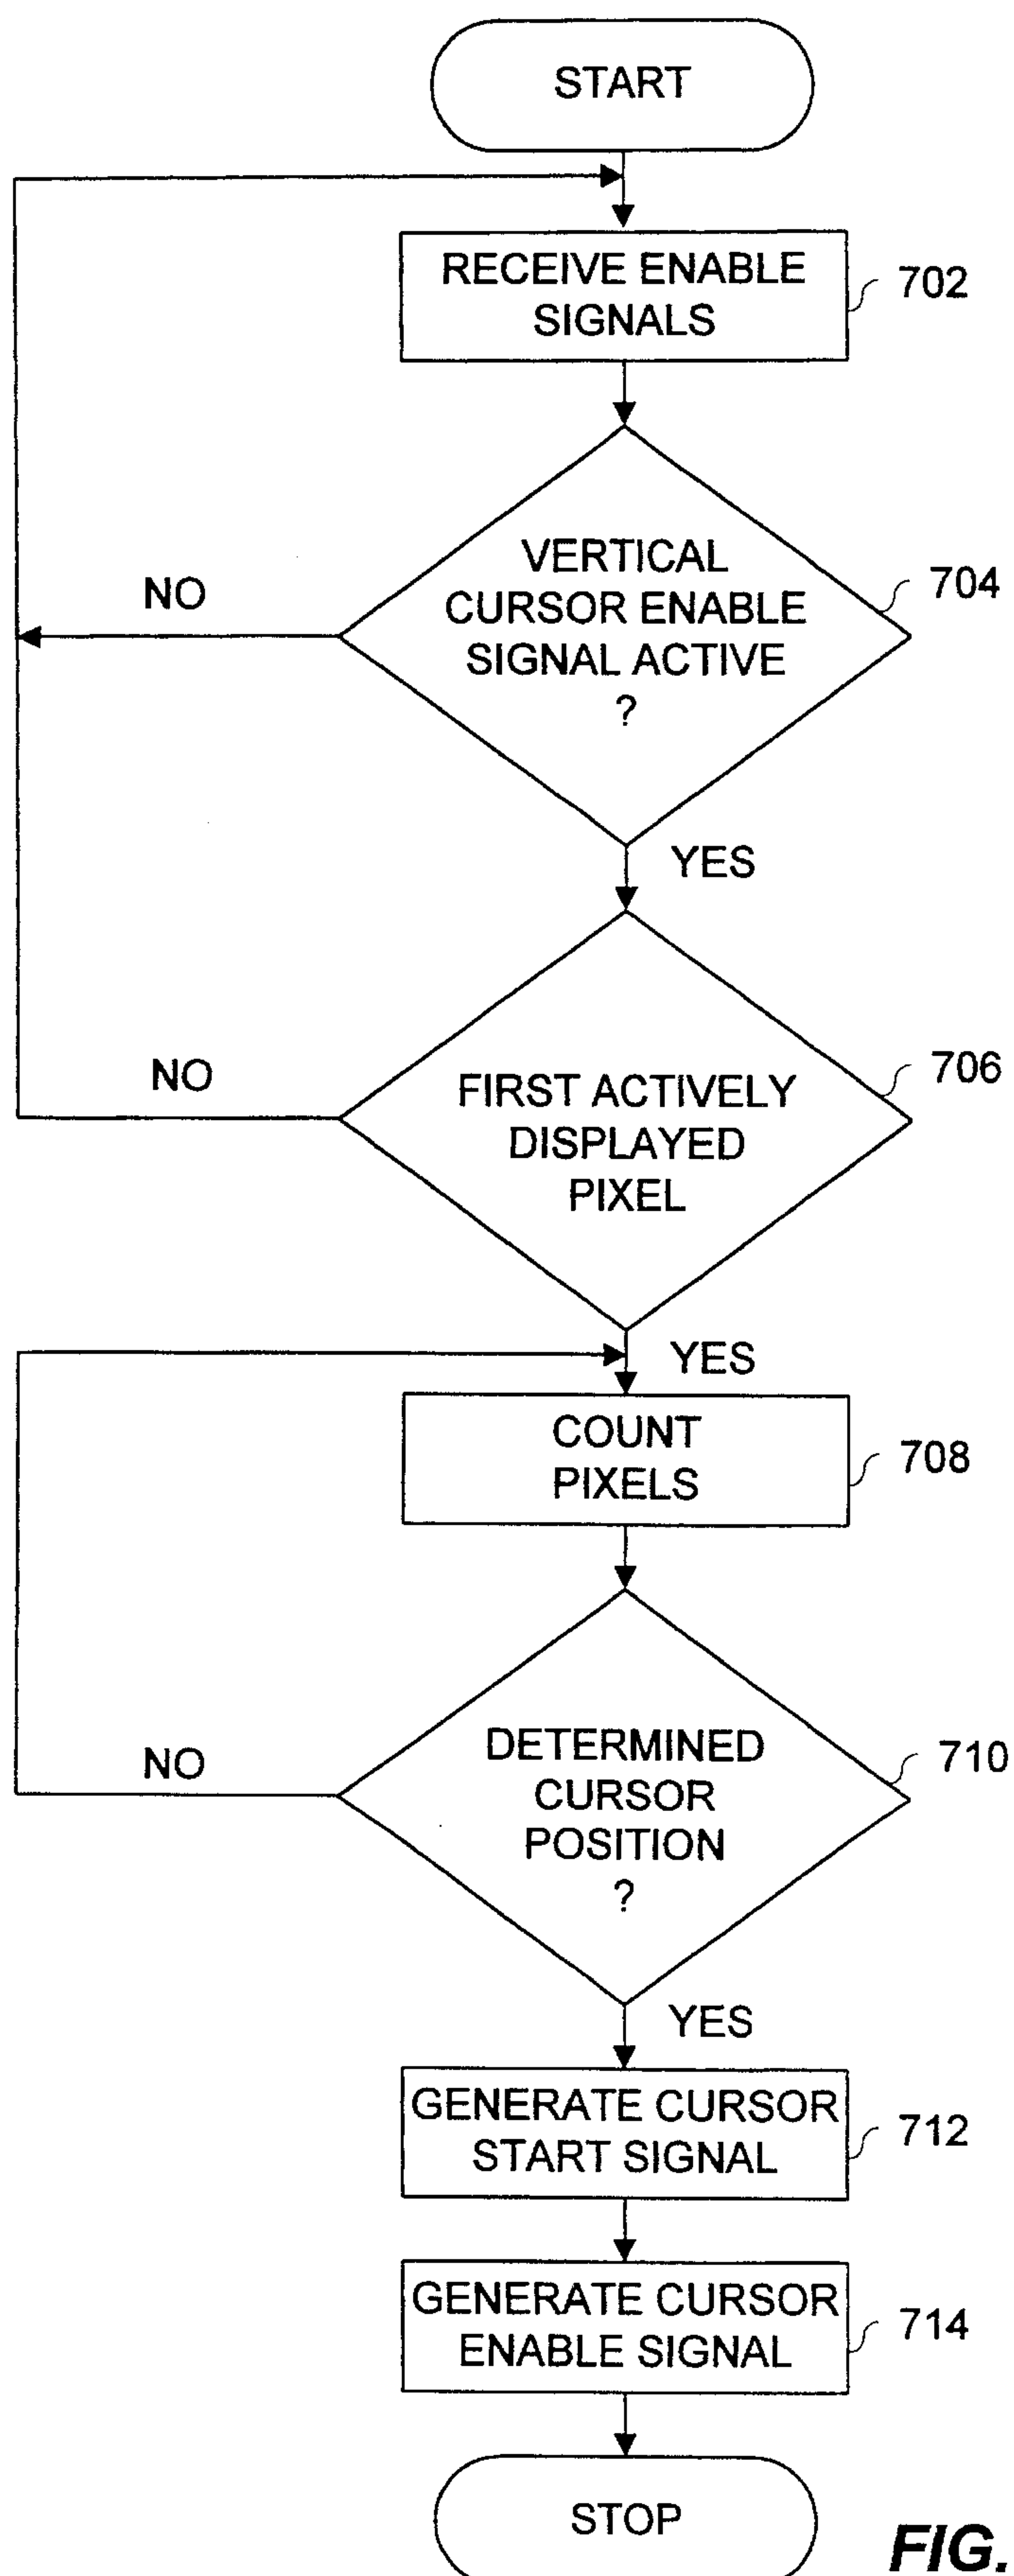 START
RECEIVE ENABLE
SIGNALS
702
VERTICAL
CURSOR ENABLE
SIGNAL ACTIVE
?
704
NO
YES
FIRST ACTIVELY
DISPLAYED
PIXEL
706
NO
YES
COUNT
PIXELS
708
DETERMINED
CURSOR
POSITION
?
710
NO
YES
GENERATE CURSOR
START SIGNAL
712
GENERATE CURSOR
ENABLE SIGNAL
714
STOP
FIG.